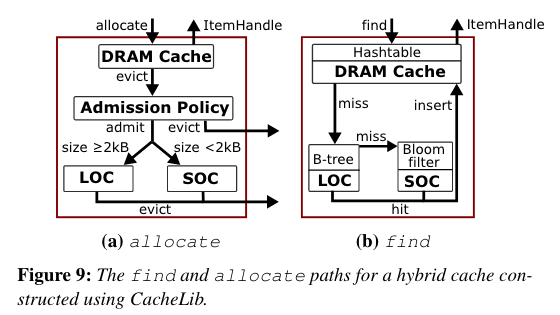 allocate
ItemHandle
DRAM Cache
evict
Admission Policy
admit
evict
size ≥2kB
size <2kB
LOC
SOC
evict
(a) allocate
find
ItemHandle
Hashtable
DRAM Cache
miss
insert
miss
B-tree
LOC
Bloom
filter
SOC
hit
(b) find
Figure 9: The find and allocate paths for a hybrid cache con-
structed using CacheLib.